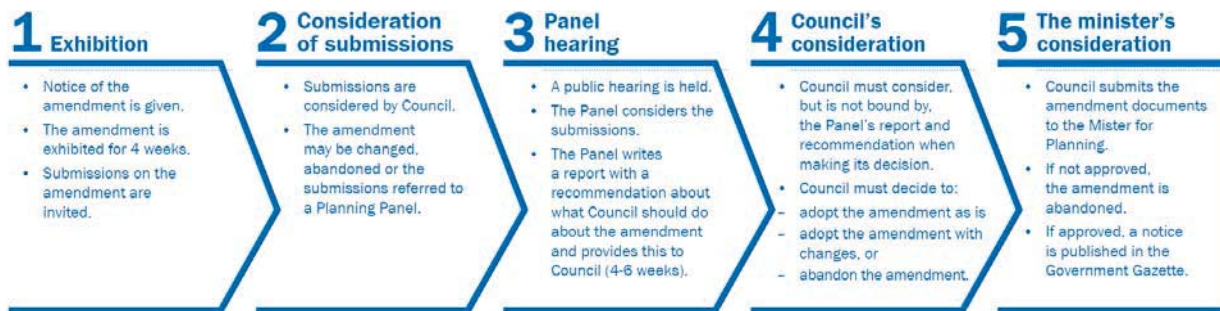 1 Exhibition
• Notice of the
amendment is given.
• The amendment is
exhibited for 4 weeks.
• Submissions on the
amendment are
invited.
2 Consideration
of submissions
• Submissions are
considered by Council.
• The amendment
may be changed,
abandoned or the
submissions referred to
a Planning Panel.
3 Panel
hearing
• A public hearing is held.
• The Panel considers the
submissions.
• The Panel writes
a report with a
recommendation about
what Council should do
about the amendment
and provides this to
Council (4-6 weeks).
4 Council's
consideration
• Council must consider,
but is not bound by,
the Panel's report and
recommendation when
making its decision.
• Council must decide to:
– adopt the amendment as is
– adopt the amendment with
changes, or
– abandon the amendment.
5 The minister's
consideration
• Council submits the
amendment documents
to the Mister for
Planning.
• If not approved,
the amendment is
abandoned.
• If approved, a notice
is published in the
Government Gazette.